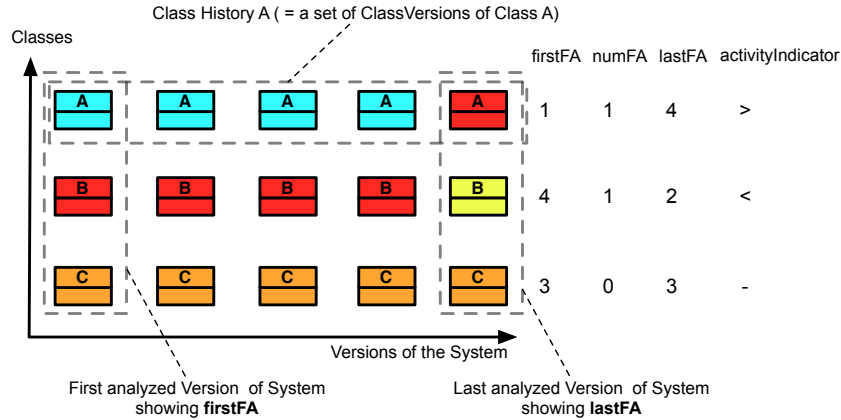 Class History A ( = a set of ClassVersions of Class A)
Classes
firstFA numFA lastFA activityIndicator
A A A A A 1 1 4 >
B B B B B 4 1 2 <
C C C C C 3 0 3 -
Versions of the System
First analyzed Version of System
showing firstFA
Last analyzed Version of System
showing lastFA